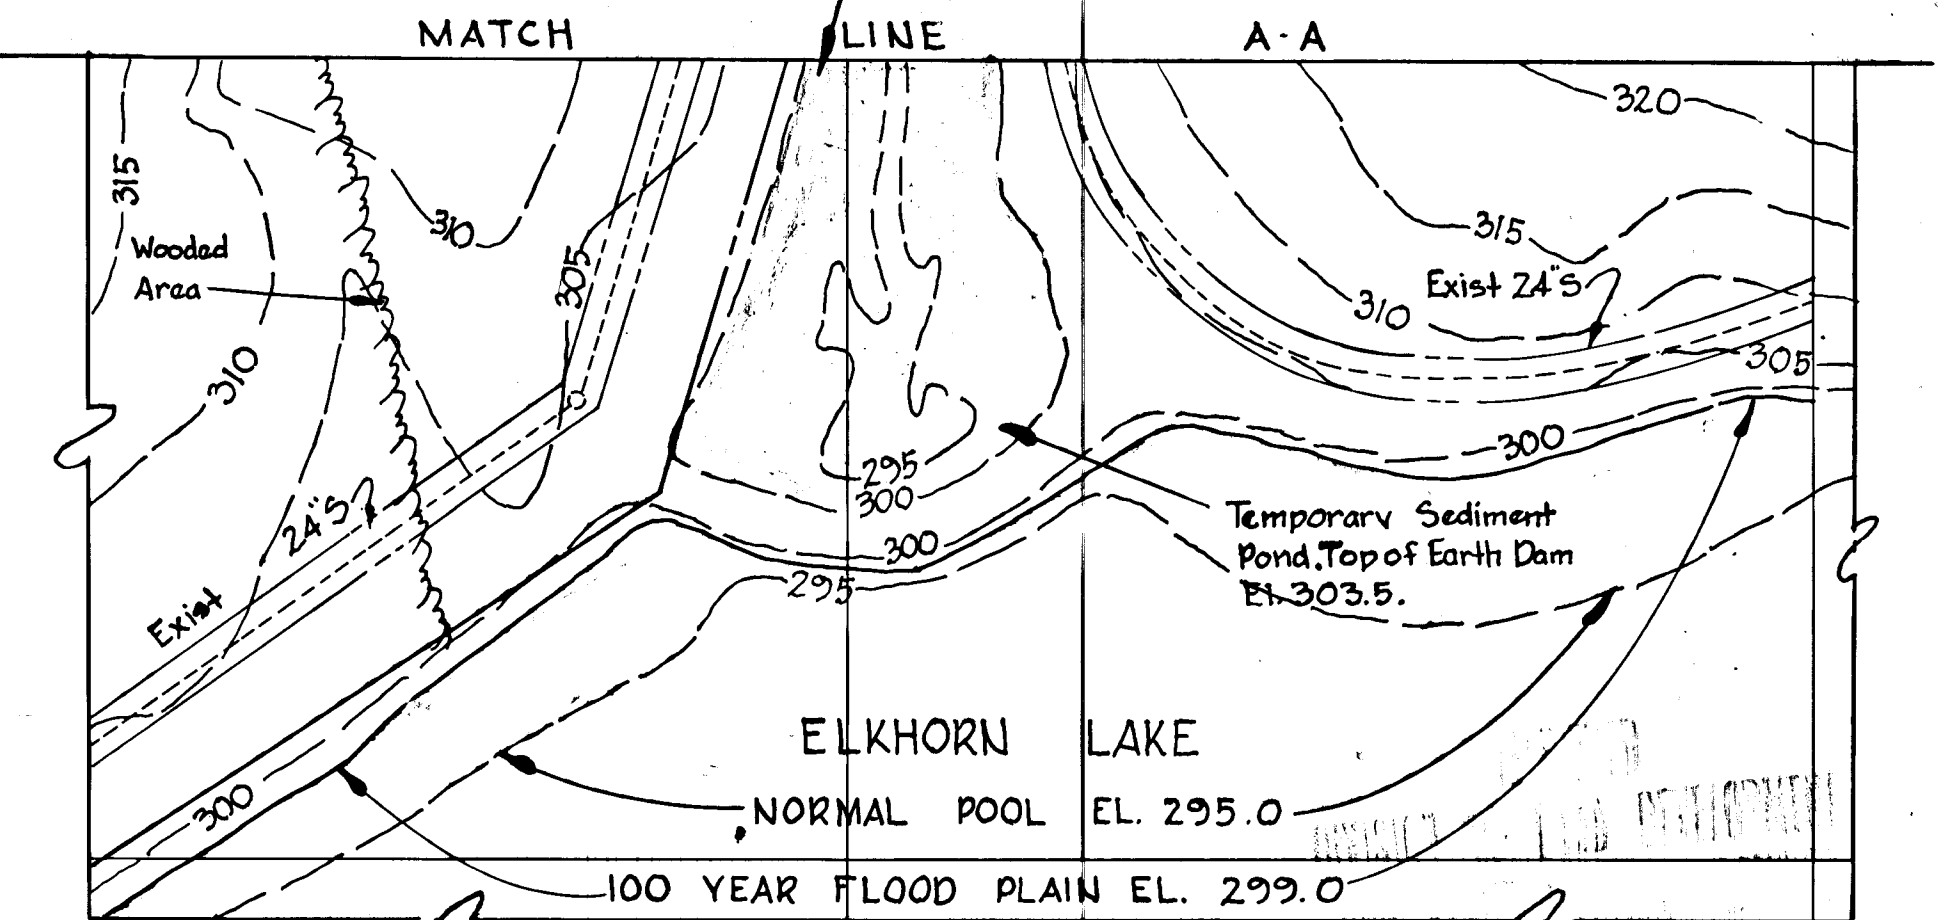 MATCH LINE A-A
320
315
Wooded
Area
310
305
315
Exist 24"S
310
305
310
24"S
Exist
295
300
300
300
295
Temporary Sediment
Pond. Top of Earth Dam
El. 303.5.
ELKHORN LAKE
NORMAL POOL EL. 295.0
300
100 YEAR FLOOD PLAIN EL. 299.0